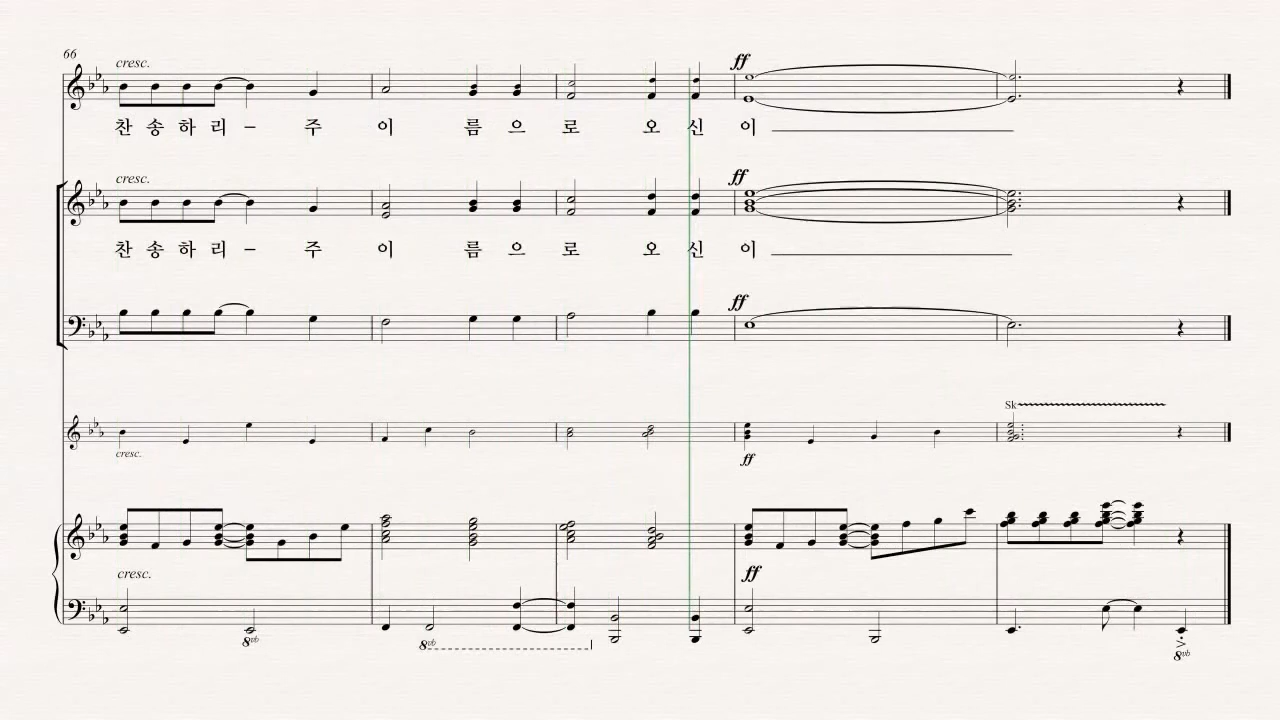 66
cresc.
ff
찬 송 하 리 – 주 이 름 으 로 오 신 이
cresc.
ff
찬 송 하 리 – 주 이 름 으 로 오 신 이
ff
Sk
cresc.
ff
cresc.
ff
8vb
8vb
8vb